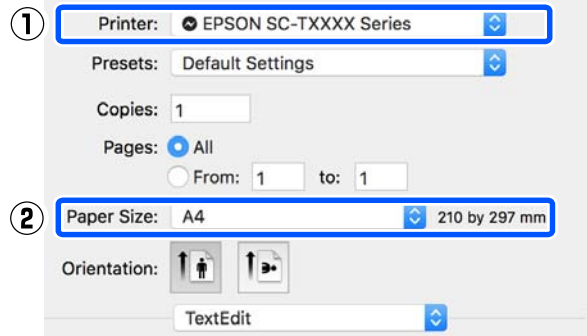 ① Printer: EPSON SC-TXXXX Series
Presets: Default Settings
Copies: 1
Pages: All
From: 1 to: 1
② Paper Size: A4 210 by 297 mm
Orientation:
TextEdit